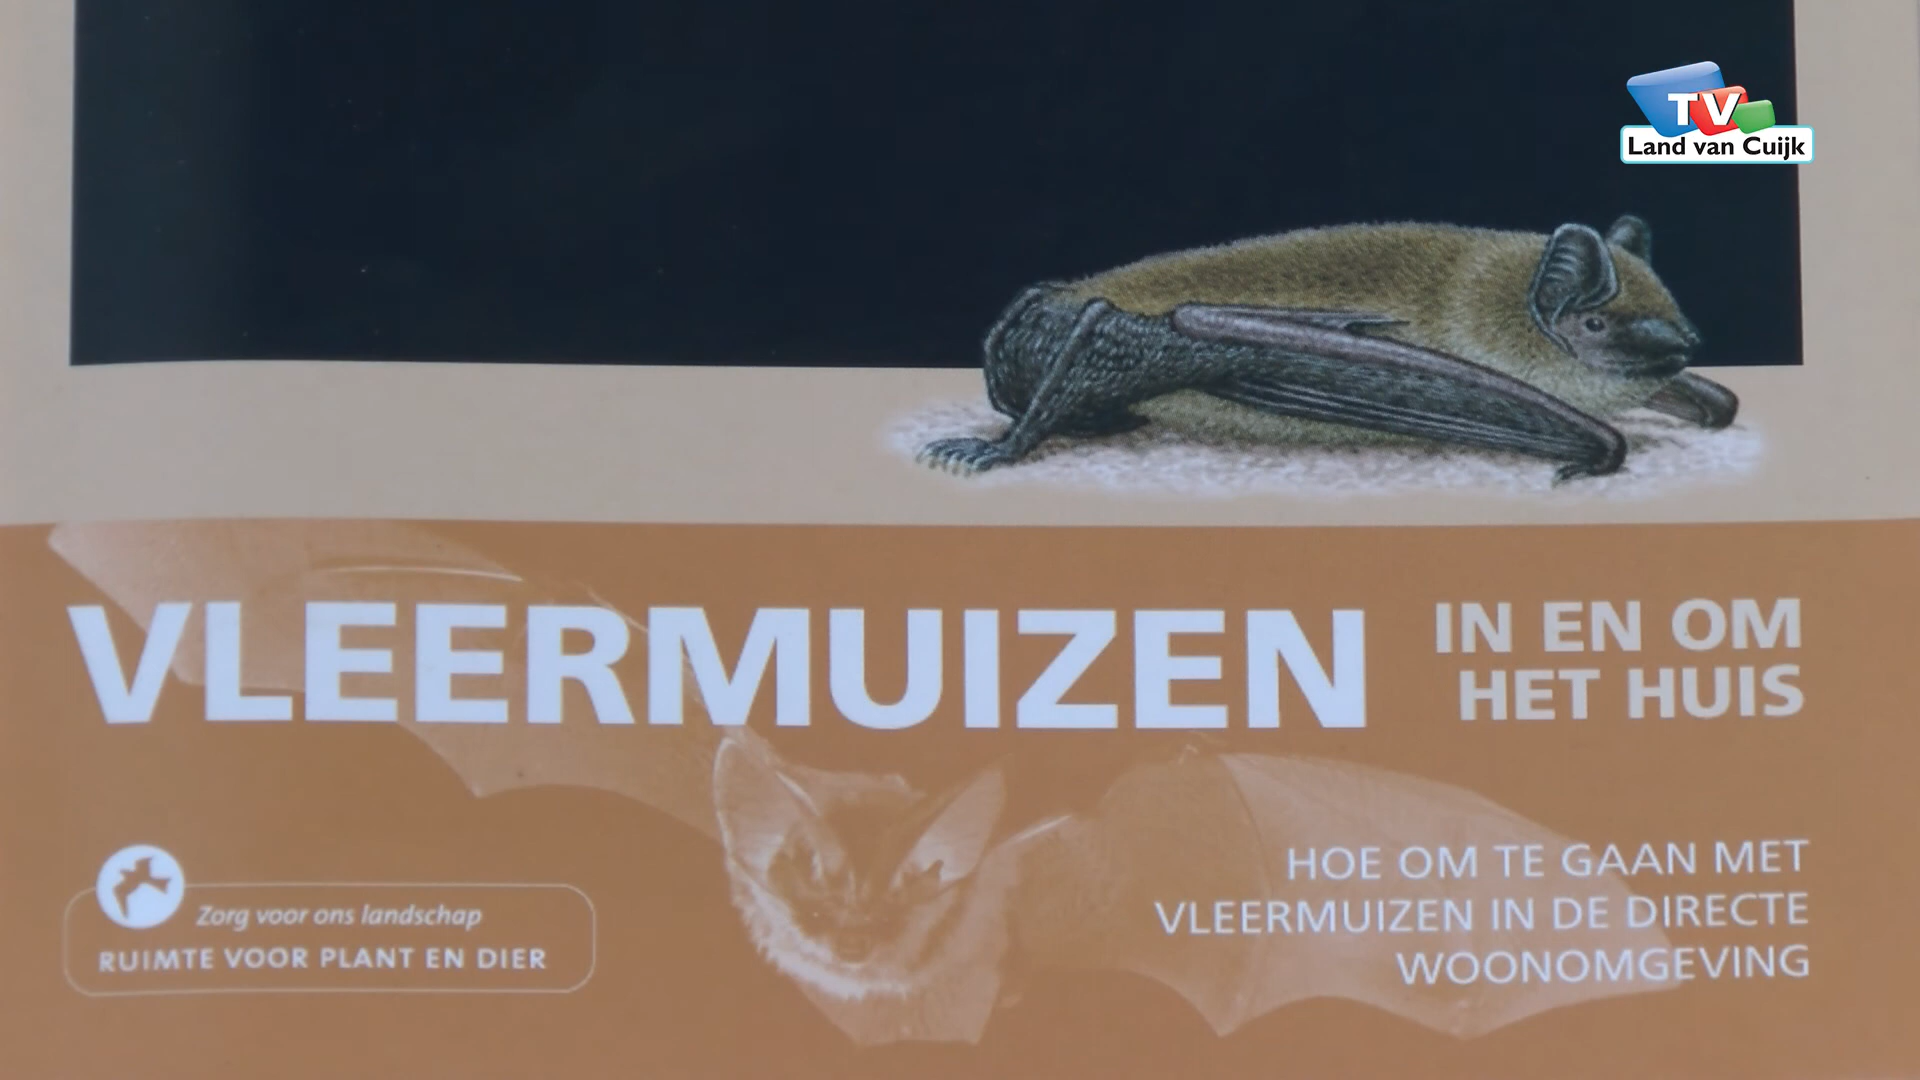 TV
Land van Cuijk
VLEERMUIZEN
IN EN OM
HET HUIS
HOE OM TE GAAN MET
VLEERMUIZEN IN DE DIRECTE
WOONOMGEVING
Zorg voor ons landschap
RUIMTE VOOR PLANT EN DIER